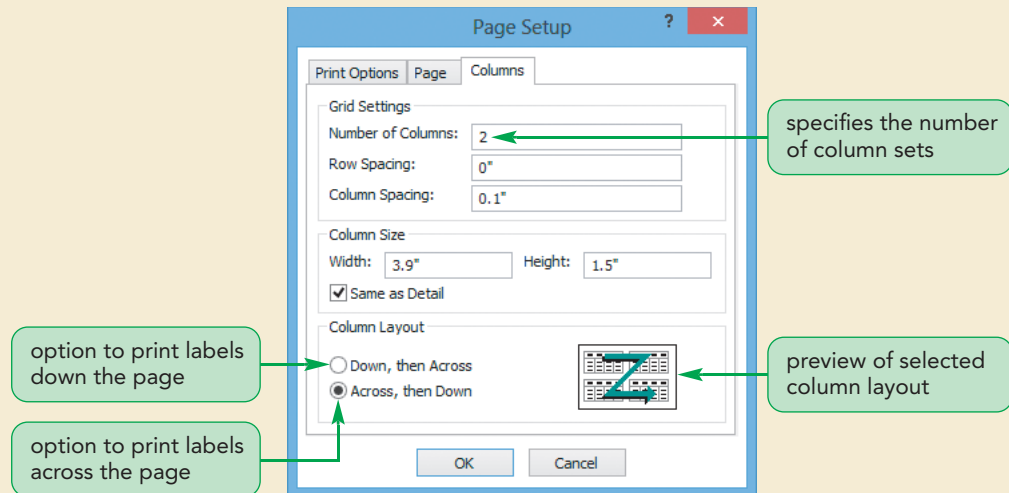 Page Setup
?
×
Print Options
Page
Columns
Grid Settings
Number of Columns:
2
Row Spacing:
0"
Column Spacing:
0.1"
specifies the number
of column sets
Column Size
Width:
3.9"
Height:
1.5"
Same as Detail
Column Layout
option to print labels
down the page
Down, then Across
Across, then Down
preview of selected
column layout
option to print labels
across the page
OK
Cancel